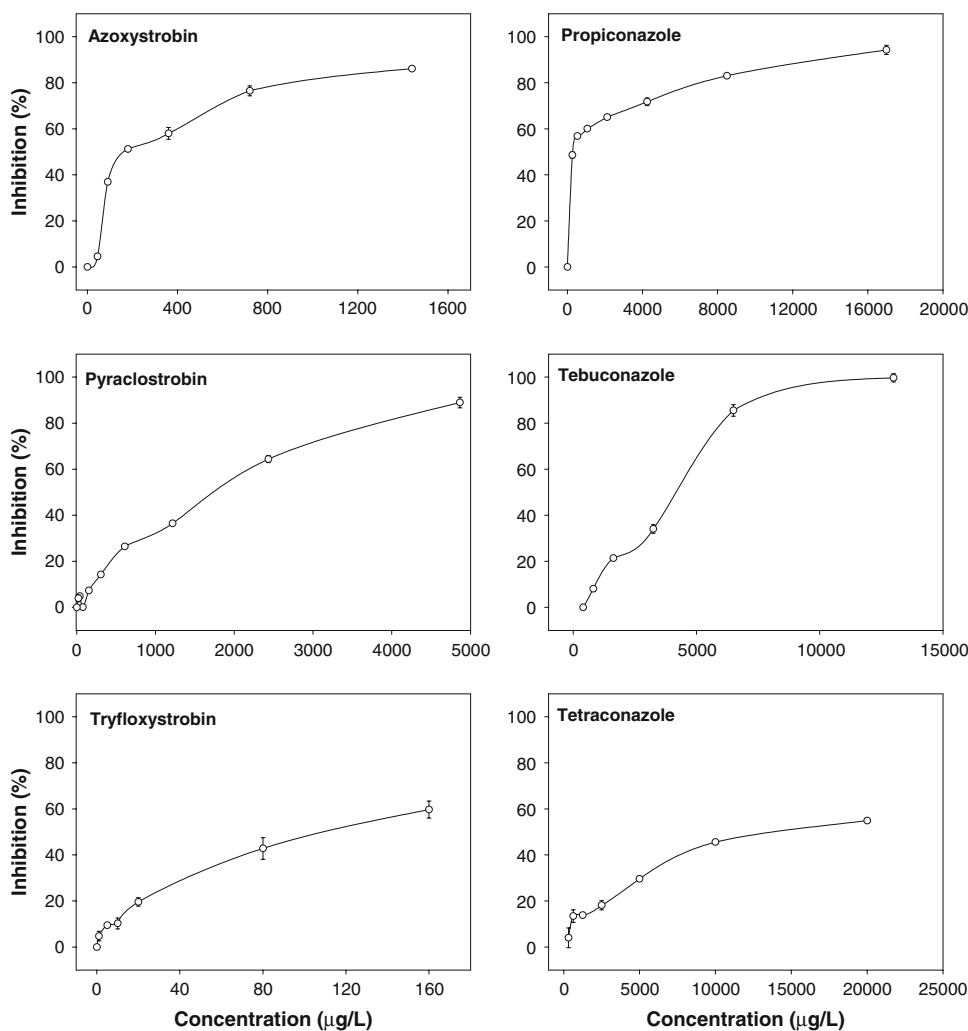 Azoxystrobin
Inhibition (%)
100
80
60
40
20
0
0 400 800 1200 1600
Propiconazole
100
80
60
40
20
0
0 4000 8000 12000 16000 20000
Pyraclostrobin
Inhibition (%)
100
80
60
40
20
0
0 1000 2000 3000 4000 5000
Tebuconazole
100
80
60
40
20
0
0 5000 10000 15000
Tryfloxystrobin
Inhibition (%)
100
80
60
40
20
0
0 40 80 120 160
Concentration (µg/L)
Tetraconazole
100
80
60
40
20
0
0 5000 10000 15000 20000 25000
Concentration (µg/L)